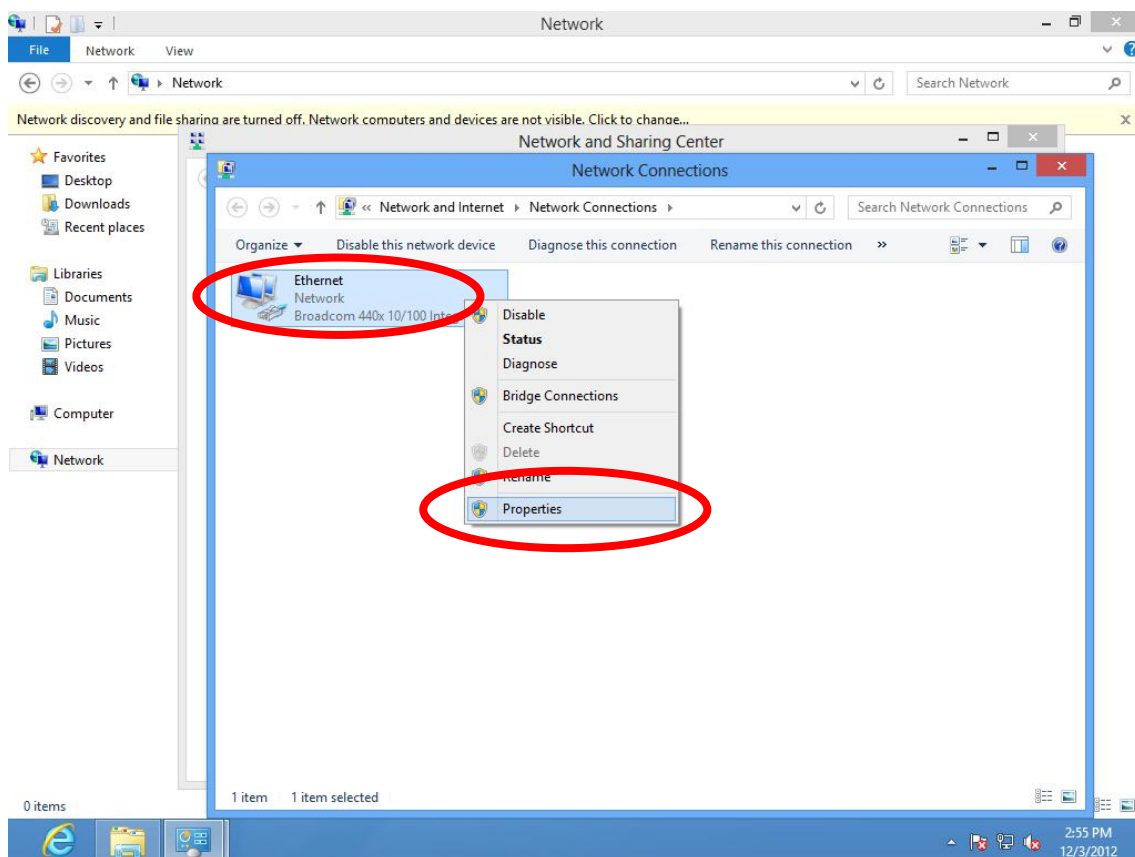 Network
File Network View
Network
Search Network
Network discovery and file sharing are turned off. Network computers and devices are not visible. Click to change...
Favorites
Desktop
Downloads
Recent places
Libraries
Documents
Music
Pictures
Videos
Computer
Network
0 items
Network and Sharing Center
Network Connections
« Network and Internet Network Connections
Search Network Connections
Organize Disable this network device Diagnose this connection Rename this connection »
Ethernet
Network
Broadcom 440x 10/100
Disable
Status
Diagnose
Bridge Connections
Create Shortcut
Delete
Rename
Properties
1 item 1 item selected
2:55 PM
12/3/2012